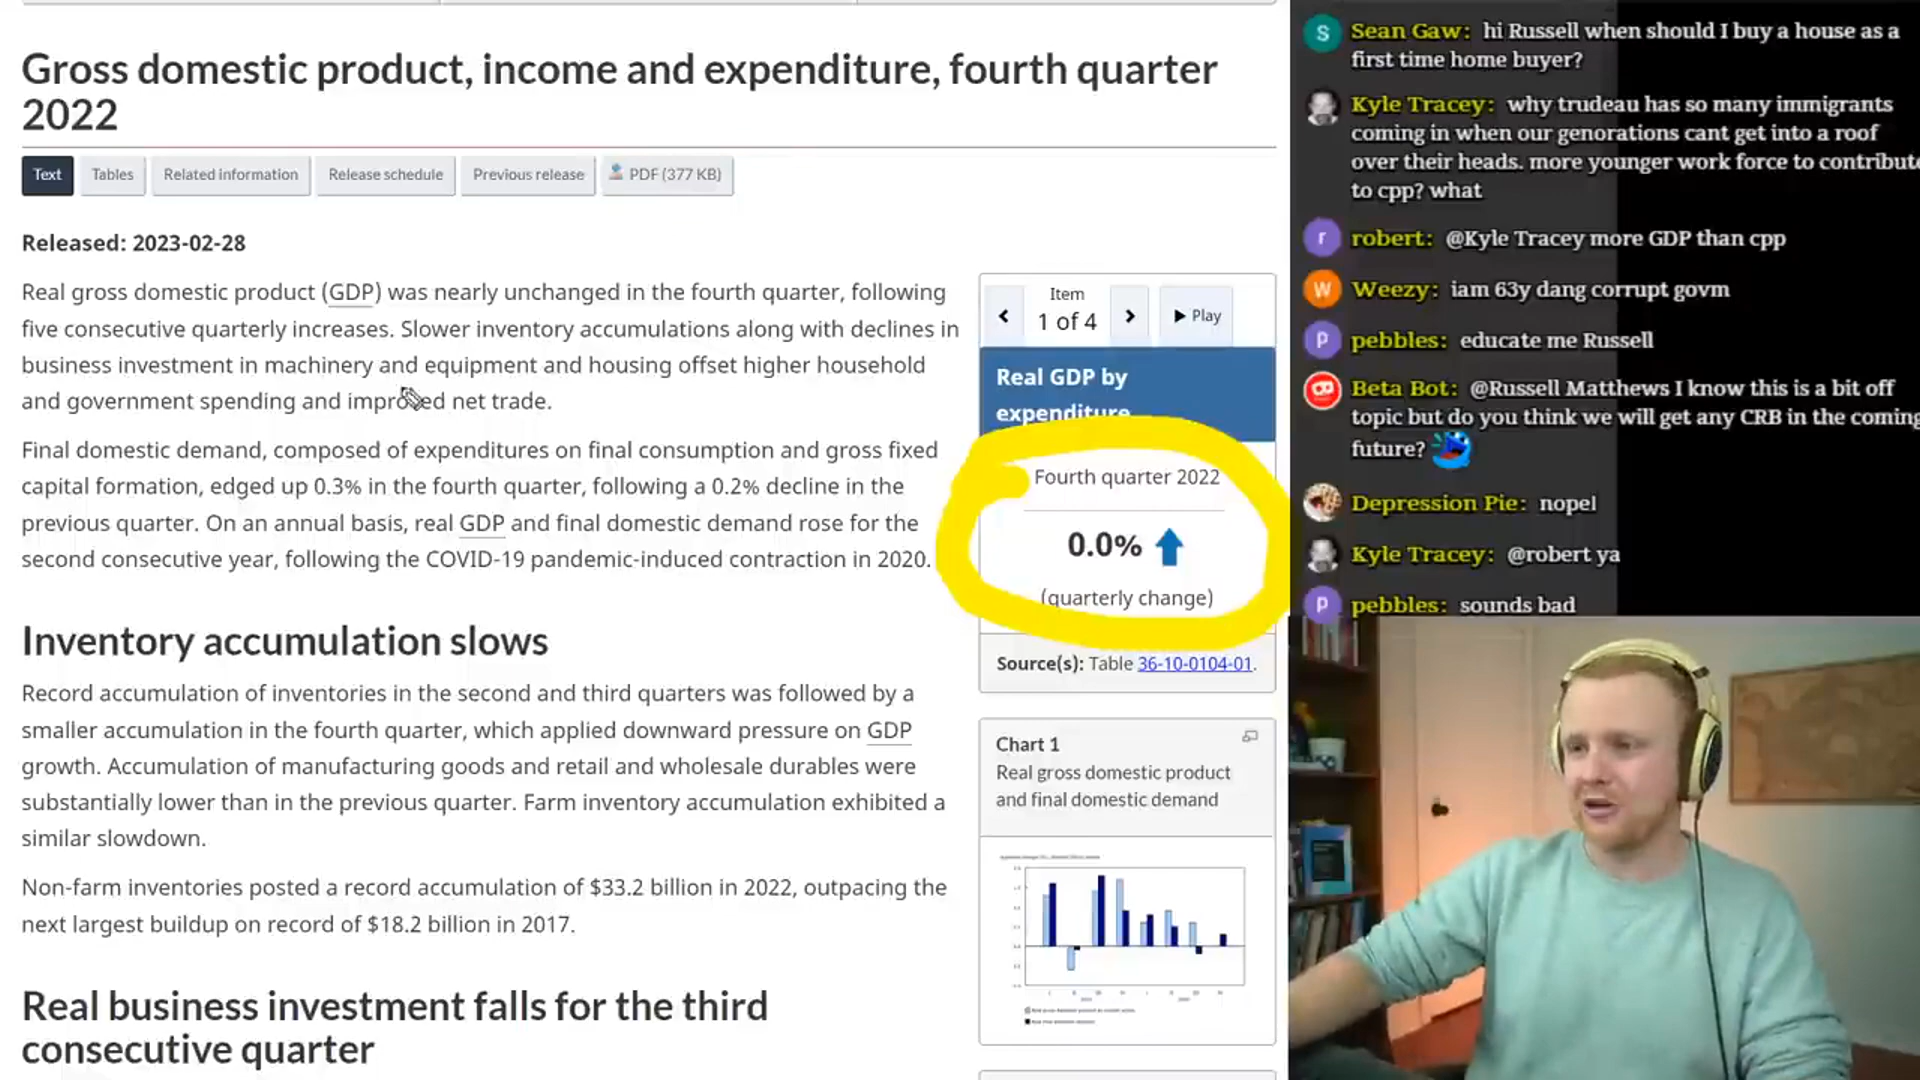 Gross domestic product, income and expenditure, fourth quarter
2022
Text
Tables
Related information
Release schedule
Previous release
PDF (377 KB)
Released: 2023-02-28
Real gross domestic product (GDP) was nearly unchanged in the fourth quarter, following
five consecutive quarterly increases. Slower inventory accumulations along with declines in
business investment in machinery and equipment and housing offset higher household
and government spending and improved net trade.
Final domestic demand, composed of expenditures on final consumption and gross fixed
capital formation, edged up 0.3% in the fourth quarter, following a 0.2% decline in the
previous quarter. On an annual basis, real GDP and final domestic demand rose for the
second consecutive year, following the COVID-19 pandemic-induced contraction in 2020.
Inventory accumulation slows
Record accumulation of inventories in the second and third quarters was followed by a
smaller accumulation in the fourth quarter, which applied downward pressure on GDP
growth. Accumulation of manufacturing goods and retail and wholesale durables were
substantially lower than in the previous quarter. Farm inventory accumulation exhibited a
similar slowdown.
Non-farm inventories posted a record accumulation of $33.2 billion in 2022, outpacing the
next largest buildup on record of $18.2 billion in 2017.
Real business investment falls for the third
consecutive quarter
Item
1 of 4
Play
Real GDP by
expenditure
Fourth quarter 2022
0.0%
(quarterly change)
Source(s): Table 36-10-0104-01.
Chart 1
Real gross domestic product
and final domestic demand
S
Sean Gaw: hi Russell when should I buy a house as a
first time home buyer?
Kyle Tracey: why trudeau has so many immigrants
coming in when our genorations cant get into a roof
over their heads. more younger work force to contribute
to cpp? what
r
robert: @Kyle Tracey more GDP than cpp
W
Weezy: iam 63y dang corrupt govm
p
pebbles: educate me Russell
Beta Bot: @Russell Matthews I know this is a bit off
topic but do you think we will get any CRB in the coming
future?
Depression Pie: nope!
Kyle Tracey: @robert ya
p
pebbles: sounds bad